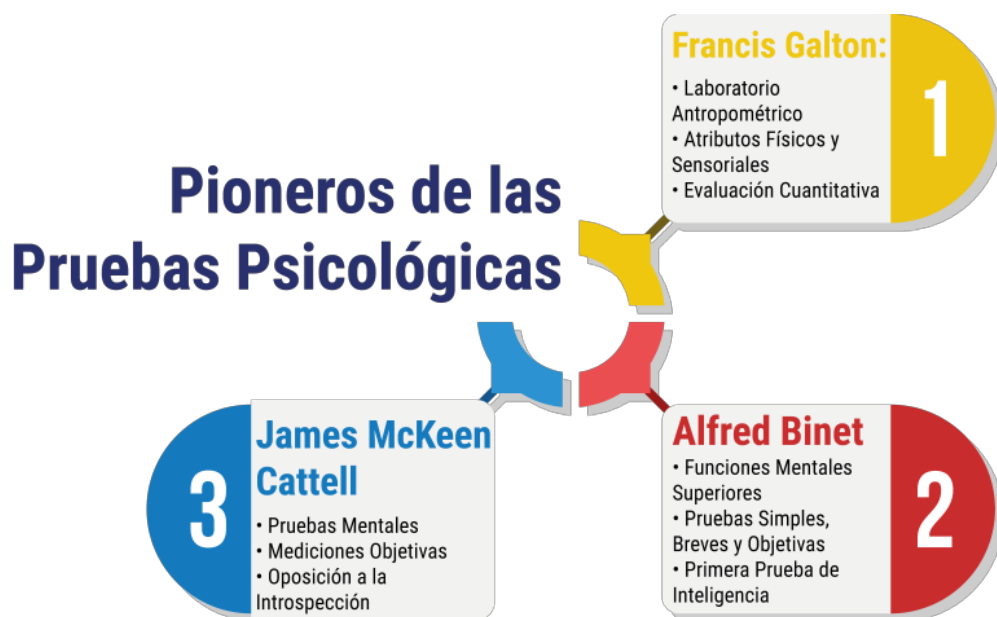 Pioneros de las
Pruebas Psicológicas
Francis Galton:
• Laboratorio
Antropométrico
• Atributos Físicos y
Sensoriales
• Evaluación Cuantitativa
1
Alfred Binet
• Funciones Mentales
Superiores
• Pruebas Simples,
Breves y Objetivas
• Primera Prueba de
Inteligencia
2
3
James McKeen
Cattell
• Pruebas Mentales
• Mediciones Objetivas
• Oposición a la
Introspección